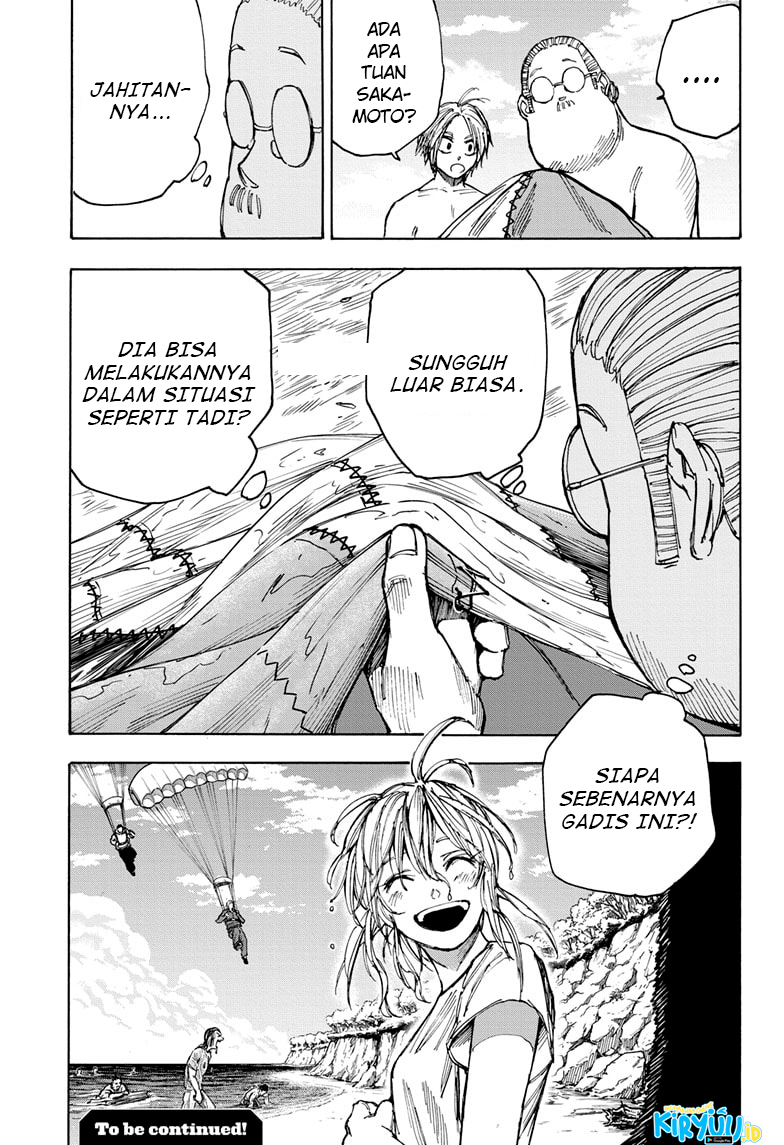 ....
ADA
APA
TUAN
SAKA-
MOTO?
JAHITAN-
NYA...
SUNGGUH
LUAR BIASA.
DIA BISA
MELAKUKANNYA
DALAM SITUASI
SEPERTI TADI?
SIAPA
SEBENARNYA
GADIS INI?!
To be continued!
KIRYUU.ID